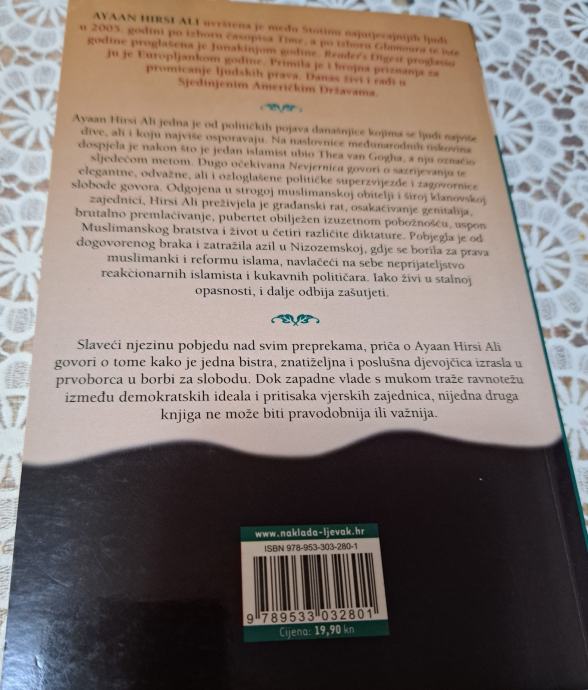 AYAAN HIRSI ALI uvrštena je među Stotinu najutjecajnijih ljudi
u 2005. godini po izboru časopisa Time, a po izboru Glamoura te iste
godine proglašena je Junakinjom godine. Reader's Digest proglasio
ju je Europljankom godine. Primila je i brojna priznanja za
promicanje ljudskih prava. Danas živi i radi u
Sjedinjenim Američkim Državama.
Ayaan Hirsi Ali jedna je od političkih pojava današnjice kojima se ljudi najviše
dive, ali i koju najviše osporavaju. Na naslovnice međunarodnih tiskovina
dospjela je nakon što je jedan islamist ubio Thea van Gogha, a nju označio
sljedećom metom. Dugo očekivana Nevjernica govori o sazrijevanju te
elegantne, odvažne, ali i ozloglašene političke superzvijezde i zagovornice
slobode govora. Odgojena u strogoj muslimanskoj obitelji i široj klanovskoj
zajednici, Hirsi Ali preživjela je građanski rat, osakaćivanje genitalija,
brutalno premlaćivanje, pubertet obilježen izuzetnom pobožnošću, uspon
Muslimanskog bratstva i život u četiri različite diktature. Pobjegla je od
dogovorenog braka i zatražila azil u Nizozemskoj, gdje se borila za prava
muslimanki i reformu islama, navlačeći na sebe neprijateljstvo
reakcionarnih islamista i kukavnih političara. Iako živi u stalnoj
opasnosti, i dalje odbija zašutjeti.
Slaveći njezinu pobjedu nad svim preprekama, priča o Ayaan Hirsi Ali
govori o tome kako je jedna bistra, znatiželjna i poslušna djevojčica izrasla u
prvoborca u borbi za slobodu. Dok zapadne vlade s mukom traže ravnotežu
između demokratskih ideala i pritisaka vjerskih zajednica, nijedna druga
knjiga ne može biti pravodobnija ili važnija.
www.naklada-ljevak.hr
ISBN 978-953-303-280-1
9 789533 032801
Cijena: 19,90 kn